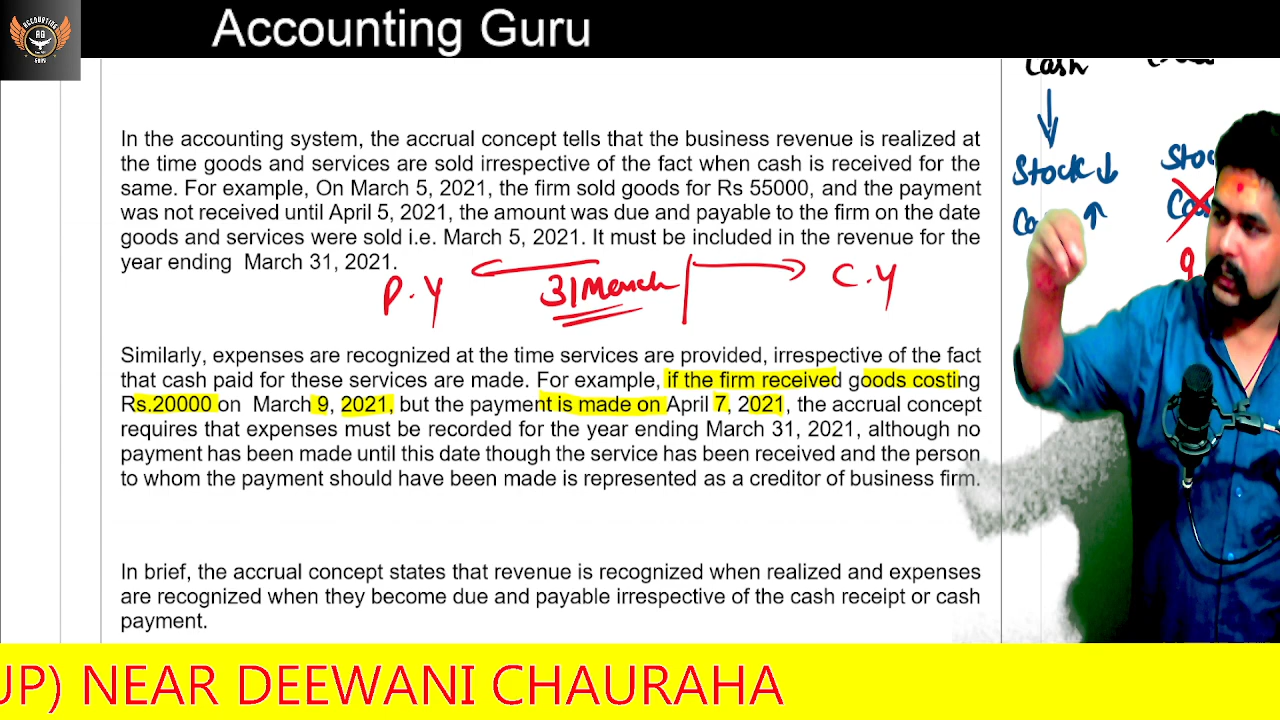 Accounting Guru
ACCOUNTING
AG
GURU
Cash
In the accounting system, the accrual concept tells that the business revenue is realized at
the time goods and services are sold irrespective of the fact when cash is received for the
same. For example, On March 5, 2021, the firm sold goods for Rs 55000, and the payment
was not received until April 5, 2021, the amount was due and payable to the firm on the date
goods and services were sold i.e. March 5, 2021. It must be included in the revenue for the
year ending March 31, 2021.
Stock ↓
Stoc
P.Y 31 March C.Y
Similarly, expenses are recognized at the time services are provided, irrespective of the fact
that cash paid for these services are made. For example, if the firm received goods costing
Rs.20000 on March 9, 2021, but the payment is made on April 7, 2021, the accrual concept
requires that expenses must be recorded for the year ending March 31, 2021, although no
payment has been made until this date though the service has been received and the person
to whom the payment should have been made is represented as a creditor of business firm.
In brief, the accrual concept states that revenue is recognized when realized and expenses
are recognized when they become due and payable irrespective of the cash receipt or cash
payment.
UP) NEAR DEEWANI CHAURAHA